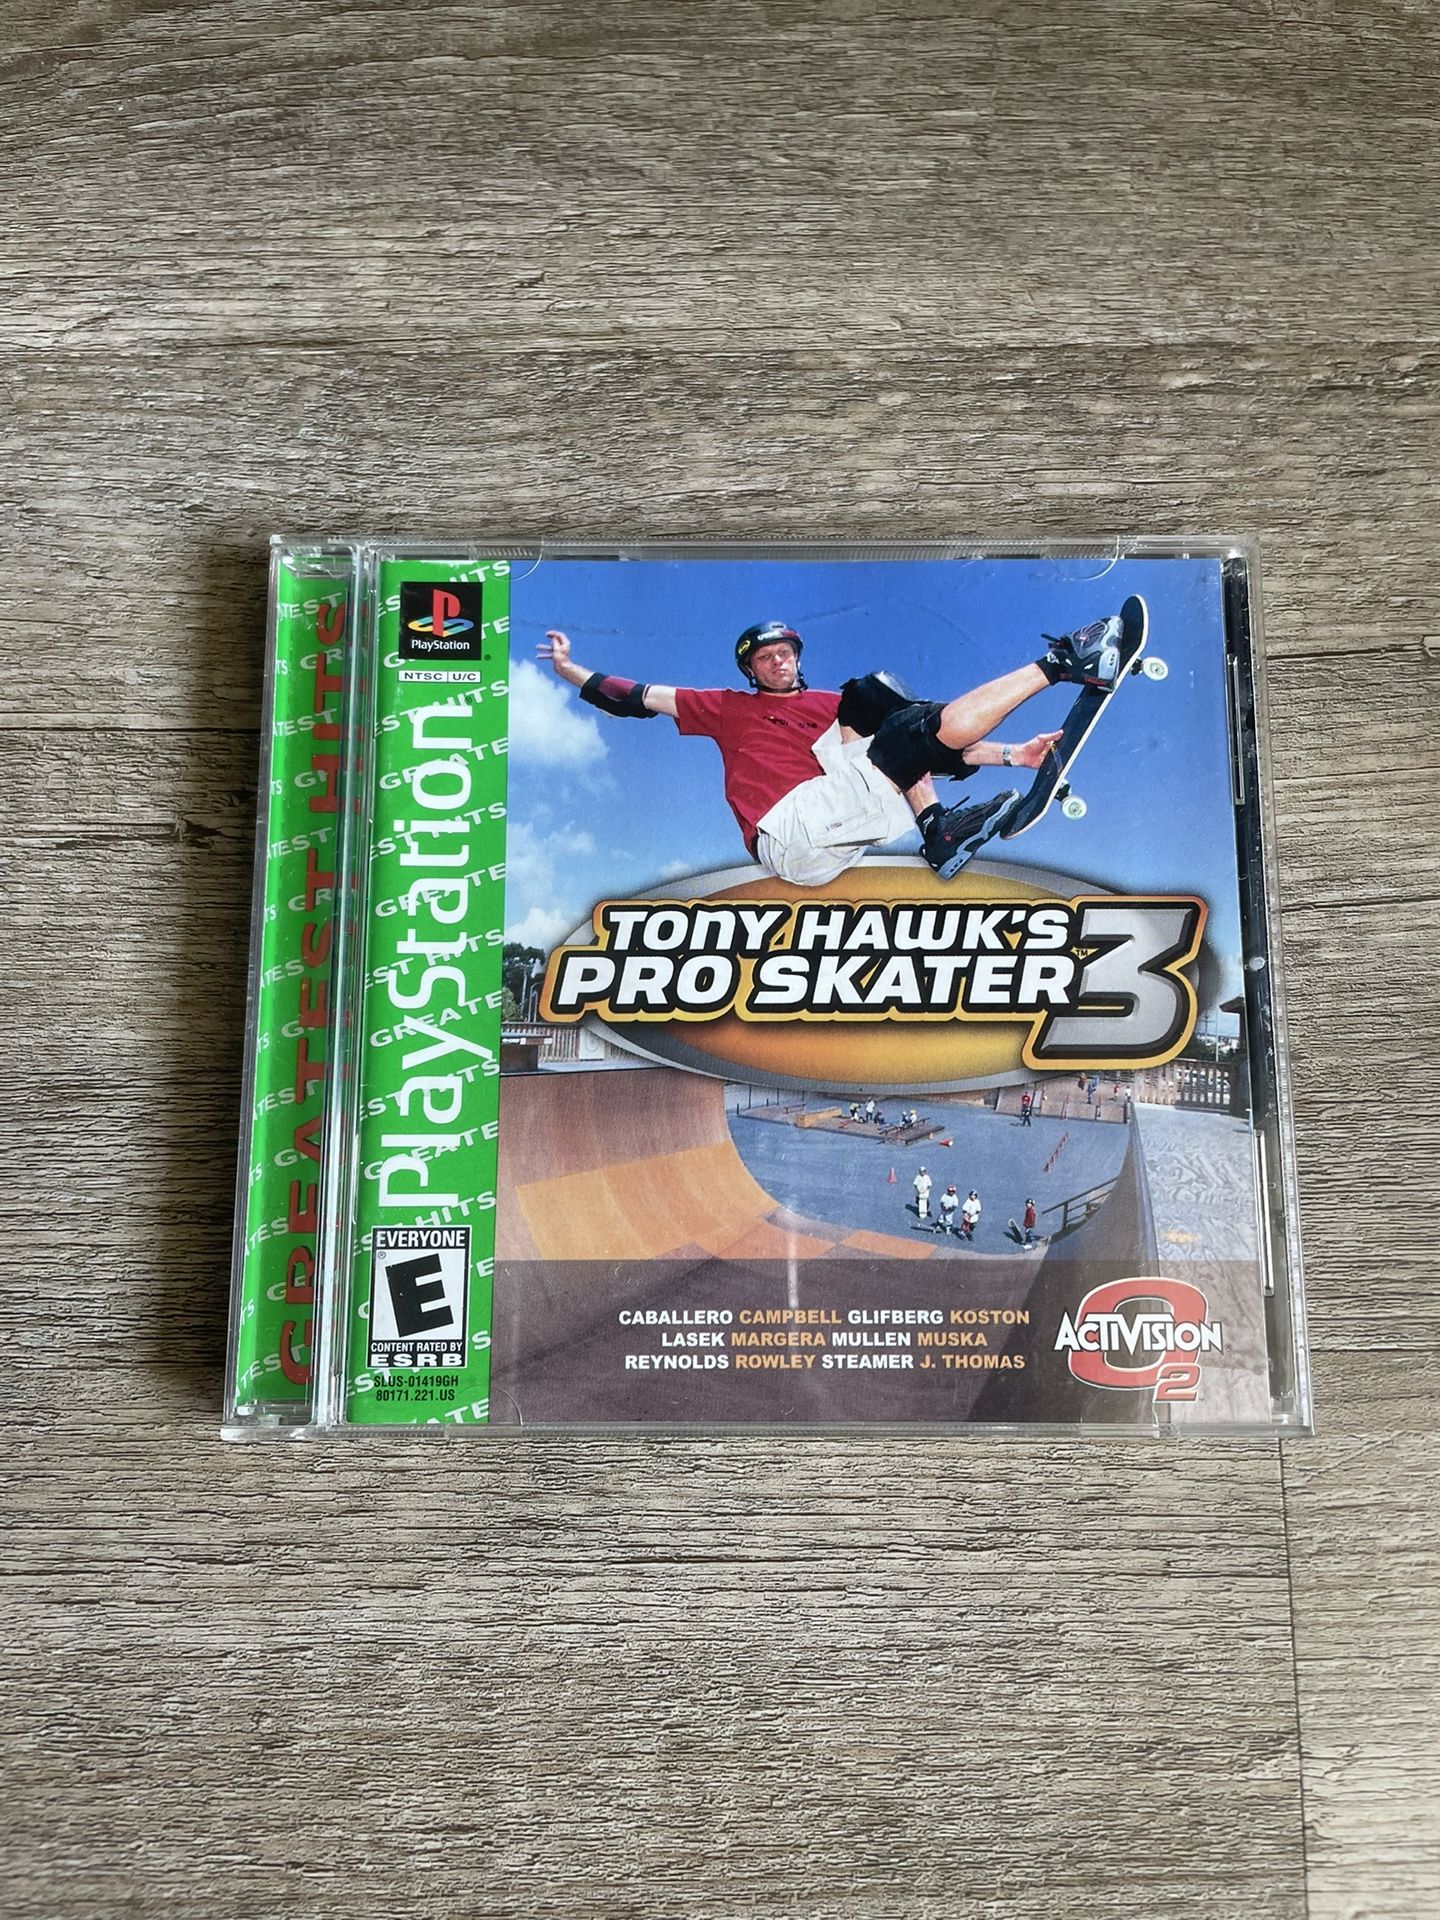 GREATEST HITS
PlayStation
NTSC U/C
PlayStation
EVERYONE
E
CONTENT RATED BY
ESRB
SLUS-01419GH
80171.221.US
TONY HAWK'S
PRO SKATER™ 3
CABALLERO CAMPBELL GLIFBERG KOSTON
LASEK MARGERA MULLEN MUSKA
REYNOLDS ROWLEY STEAMER J. THOMAS
ACTIVISION
O2